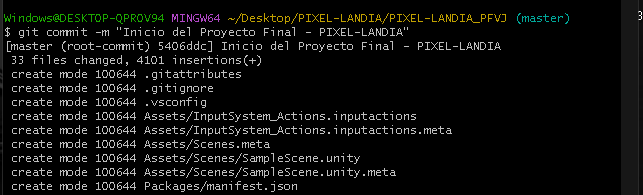 Windows@DESKTOP-QPROV94 MINGW64 ~/Desktop/PIXEL-LANDIA/PIXEL-LANDIA_PFVJ (master)
$ git commit -m "Inicio del Proyecto Final - PIXEL-LANDIA"
[master (root-commit) 5406ddc] Inicio del Proyecto Final - PIXEL-LANDIA
 33 files changed, 4101 insertions(+)
 create mode 100644 .gitattributes
 create mode 100644 .gitignore
 create mode 100644 .vsconfig
 create mode 100644 Assets/InputSystem_Actions.inputactions
 create mode 100644 Assets/InputSystem_Actions.inputactions.meta
 create mode 100644 Assets/Scenes.meta
 create mode 100644 Assets/Scenes/SampleScene.unity
 create mode 100644 Assets/Scenes/SampleScene.unity.meta
 create mode 100644 Packages/manifest.json